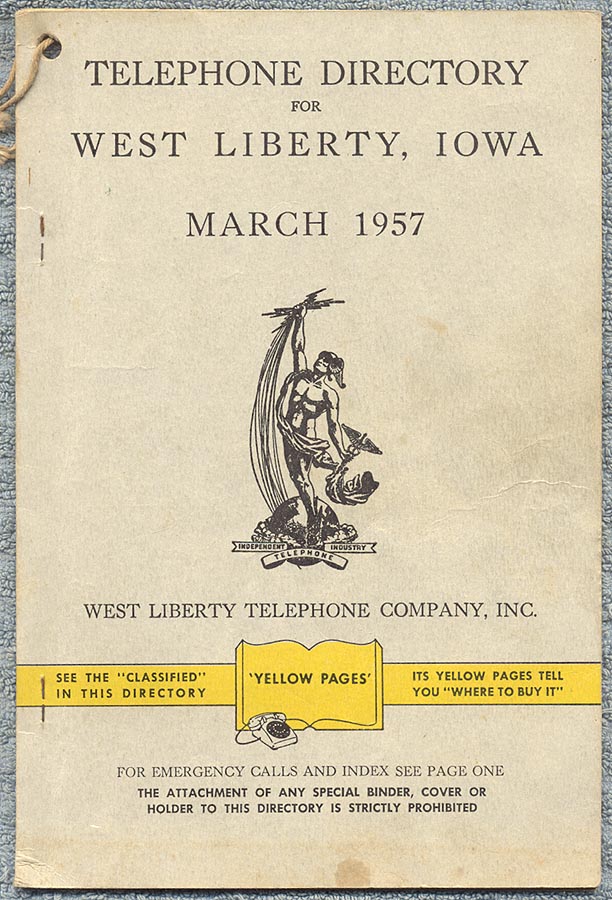 TELEPHONE DIRECTORY
FOR
WEST LIBERTY, IOWA
MARCH 1957
INDEPENDENT INDUSTRY
TELEPHONE
WEST LIBERTY TELEPHONE COMPANY, INC.
SEE THE "CLASSIFIED"
IN THIS DIRECTORY
'YELLOW PAGES'
ITS YELLOW PAGES TELL
YOU "WHERE TO BUY IT"
FOR EMERGENCY CALLS AND INDEX SEE PAGE ONE
THE ATTACHMENT OF ANY SPECIAL BINDER, COVER OR
HOLDER TO THIS DIRECTORY IS STRICTLY PROHIBITED